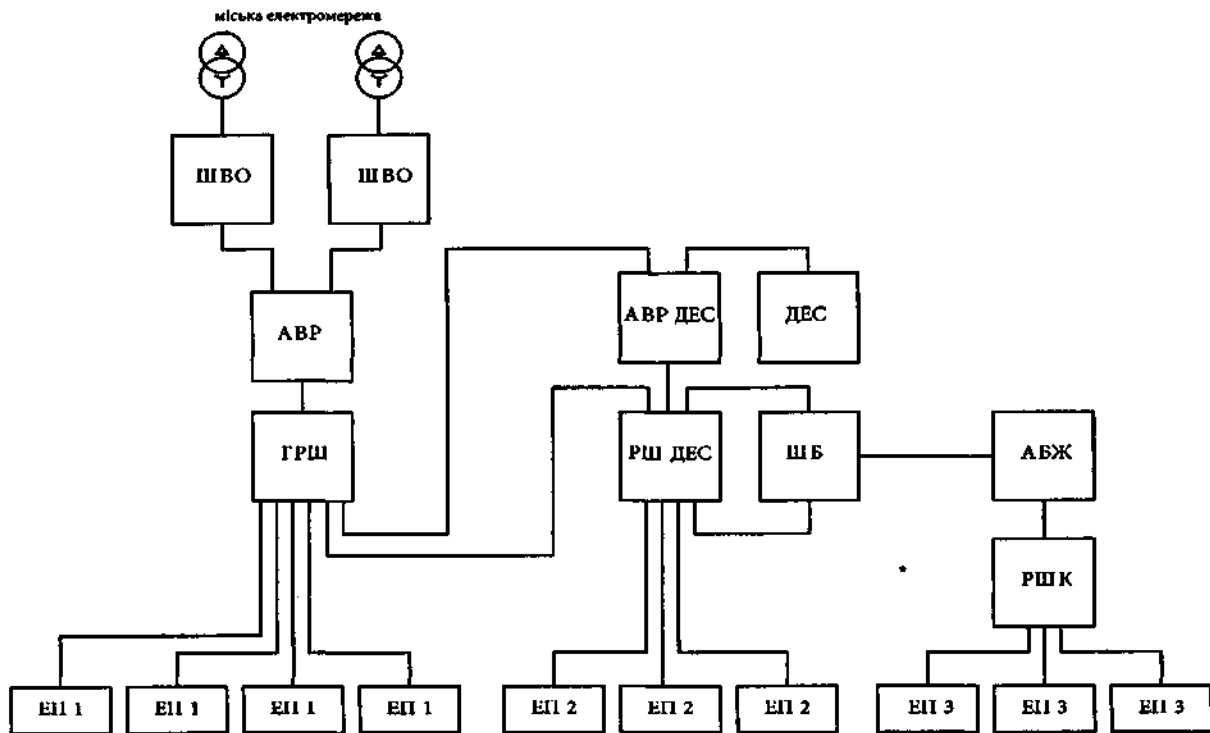 міська електромережа
ШВО
ШВО
АВР
АВР ДЕС
ДЕС
ГРШ
РШ ДЕС
ШБ
АБЖ
РШК
ЕП 1
ЕП 1
ЕП 1
ЕП 1
ЕП 2
ЕП 2
ЕП 2
ЕП 3
ЕП 3
ЕП 3